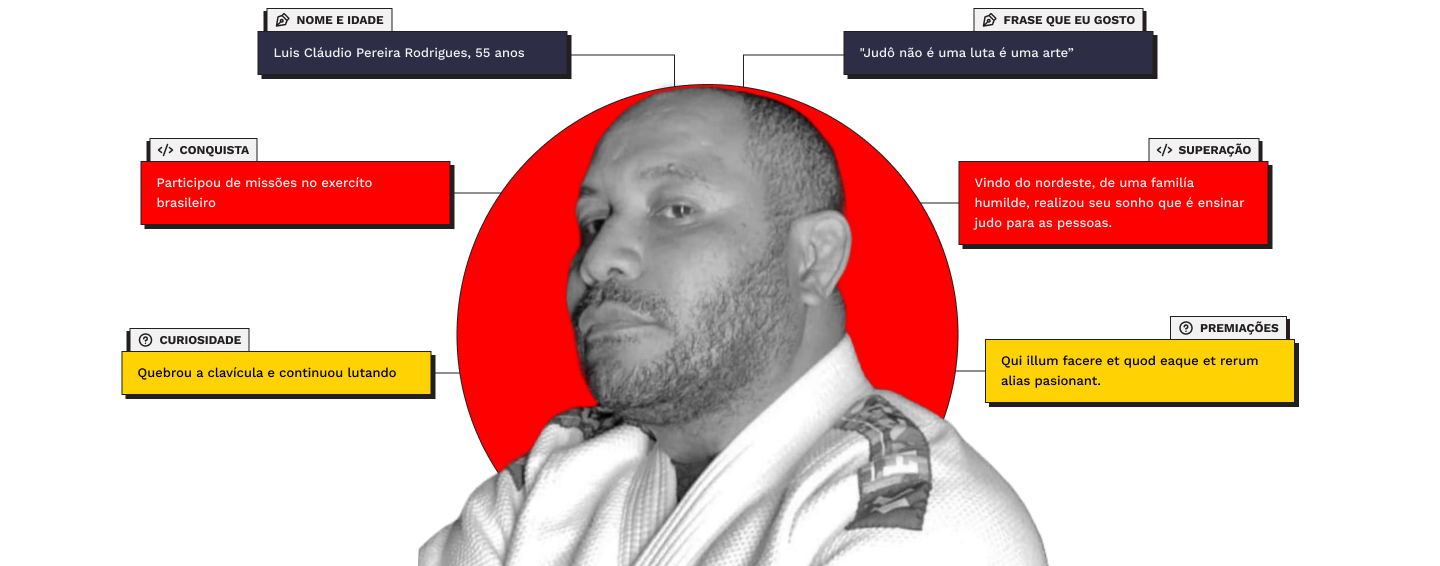 NOME E IDADE
Luis Cláudio Pereira Rodrigues, 55 anos
FRASE QUE EU GOSTO
"Judô não é uma luta é uma arte”
CONQUISTA
Participou de missões no exercíto
brasileiro
SUPERAÇÃO
Vindo do nordeste, de uma familía
humilde, realizou seu sonho que é ensinar
judo para as pessoas.
CURIOSIDADE
Quebrou a clavícula e continuou lutando
PREMIAÇÕES
Qui illum facere et quod eaque et rerum
alias pasionant.